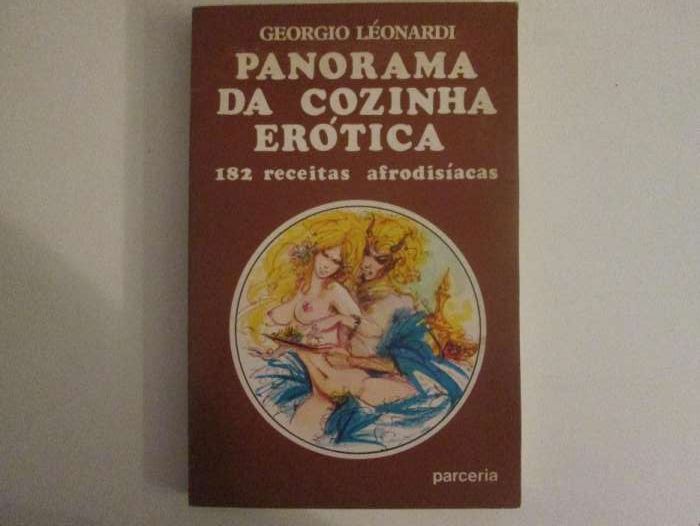 GEORGIO LÉONARDI
PANORAMA
DA COZINHA
ERÓTICA
182 receitas afrodisíacas
parceria